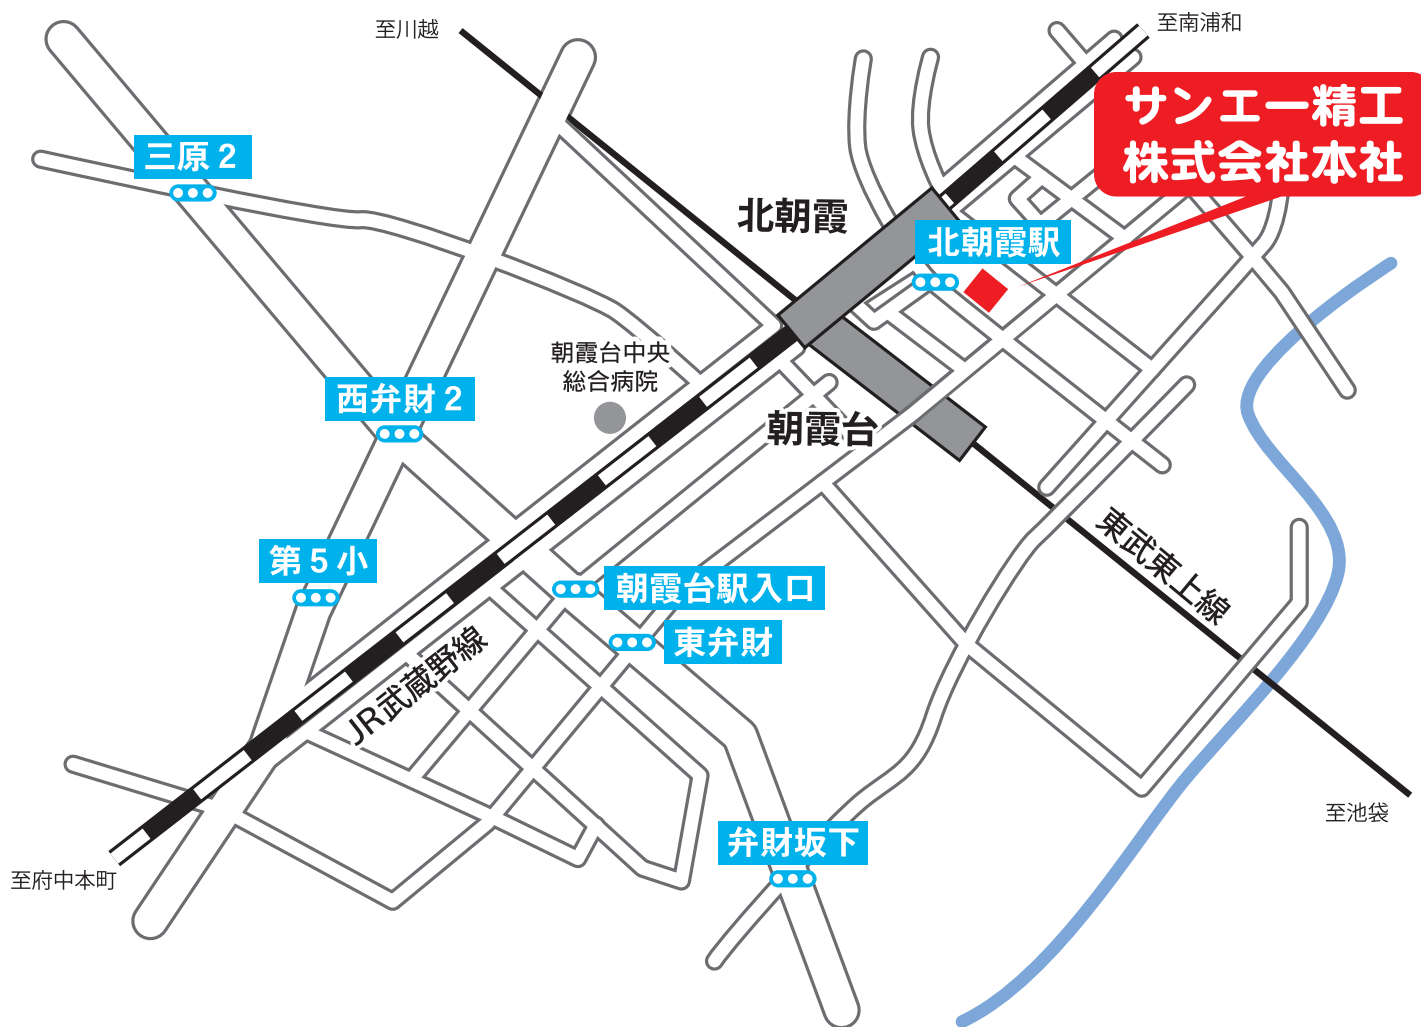 至川越
至南浦和
サンエー精工
株式会社本社
三原2
北朝霞
北朝霞駅
朝霞台中央
総合病院
西弁財2
朝霞台
東武東上線
第5小
朝霞台駅入口
東弁財
JR武蔵野線
至池袋
弁財坂下
至府中本町